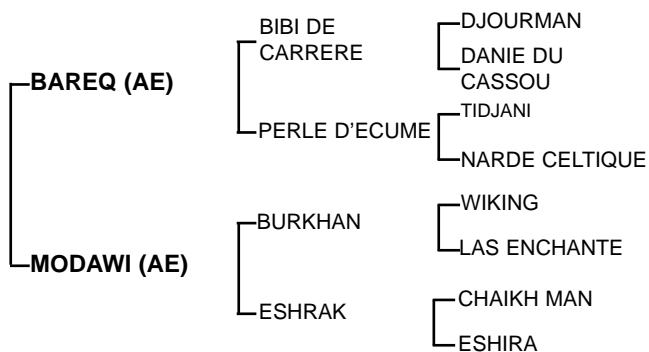 BAREQ (AE)
BIBI DE
CARRERE
DJOURMAN
DANIE DU
CASSOU
PERLE D'ECUME
TIDJANI
NARDE CELTIQUE
MODAWI (AE)
BURKHAN
WIKING
LAS ENCHANTE
ESHRAK
CHAIKH MAN
ESHIRA